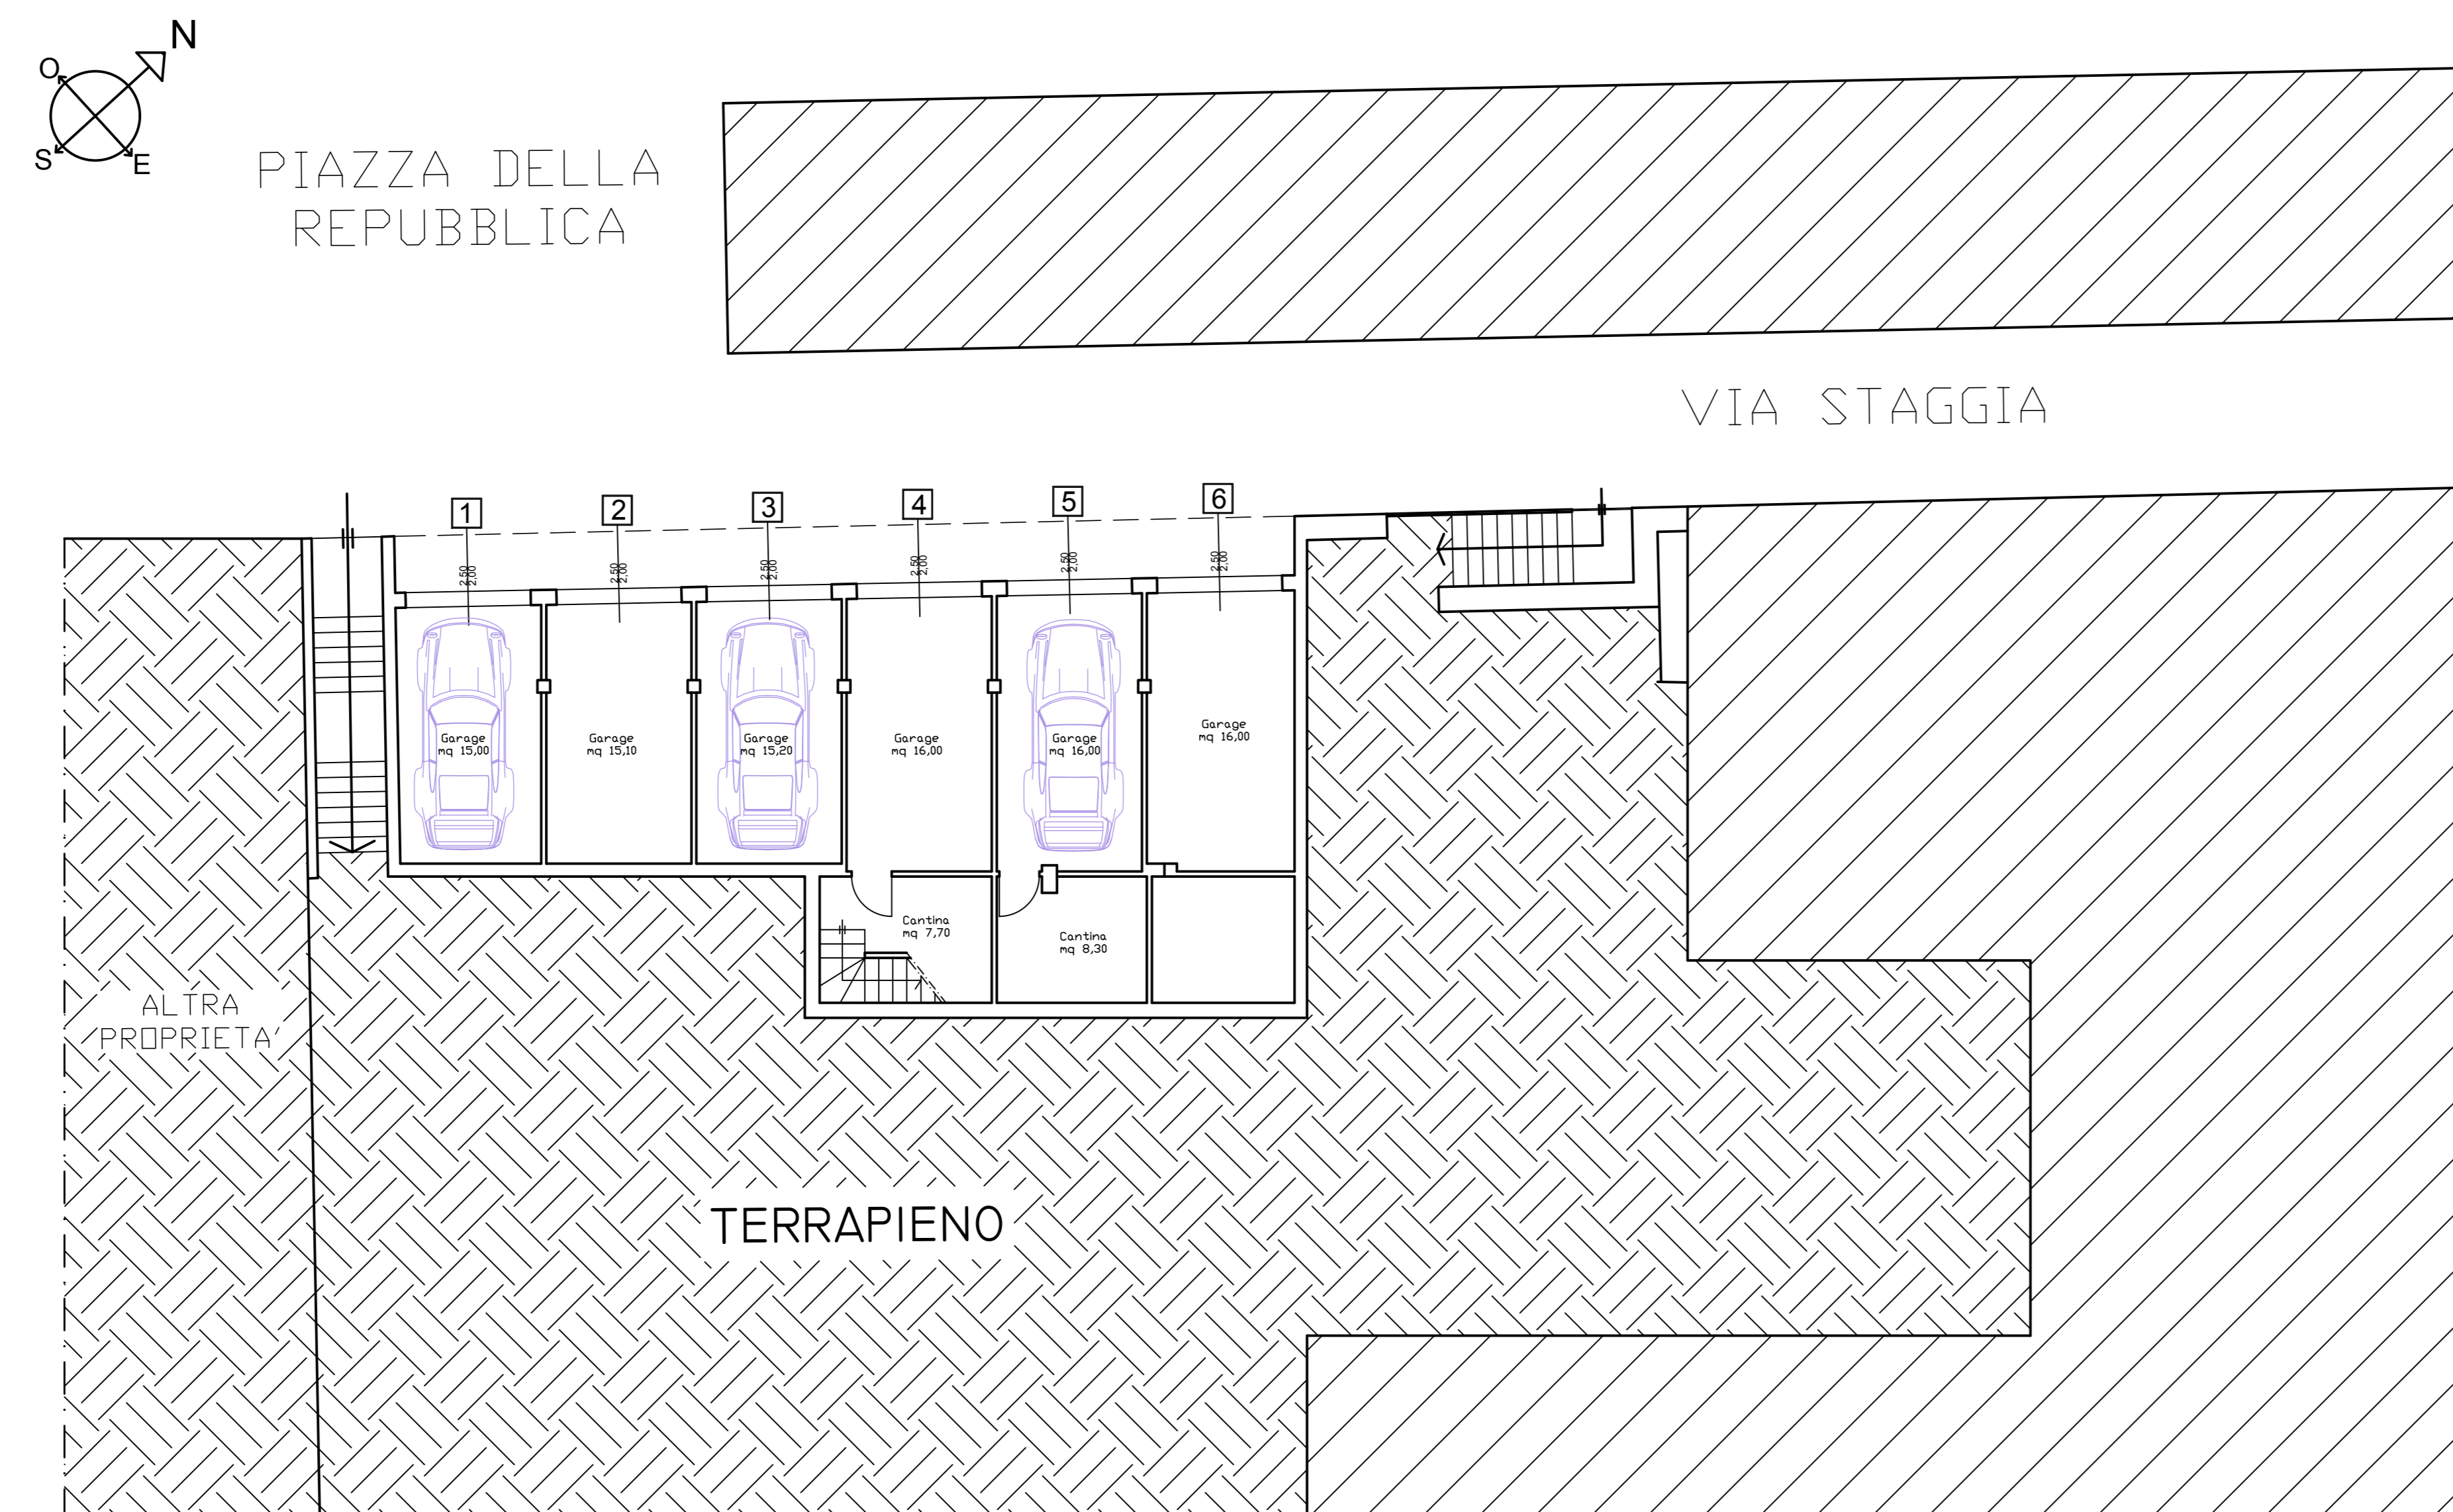 N
O
S
E
PIAZZA DELLA
REPUBBLICA
VIA STAGGIA
1
2
3
4
5
6
2.50
2,00
2.50
2,00
2.50
2,00
2.50
2,00
2.50
2,00
2.50
2,00
Garage
mq 15,00
Garage
mq 15,10
Garage
mq 15,20
Garage
mq 16,00
Garage
mq 16,00
Garage
mq 16,00
Cantina
mq 7,70
Cantina
mq 8,30
ALTRA
PROPRIETA'
TERRAPIENO